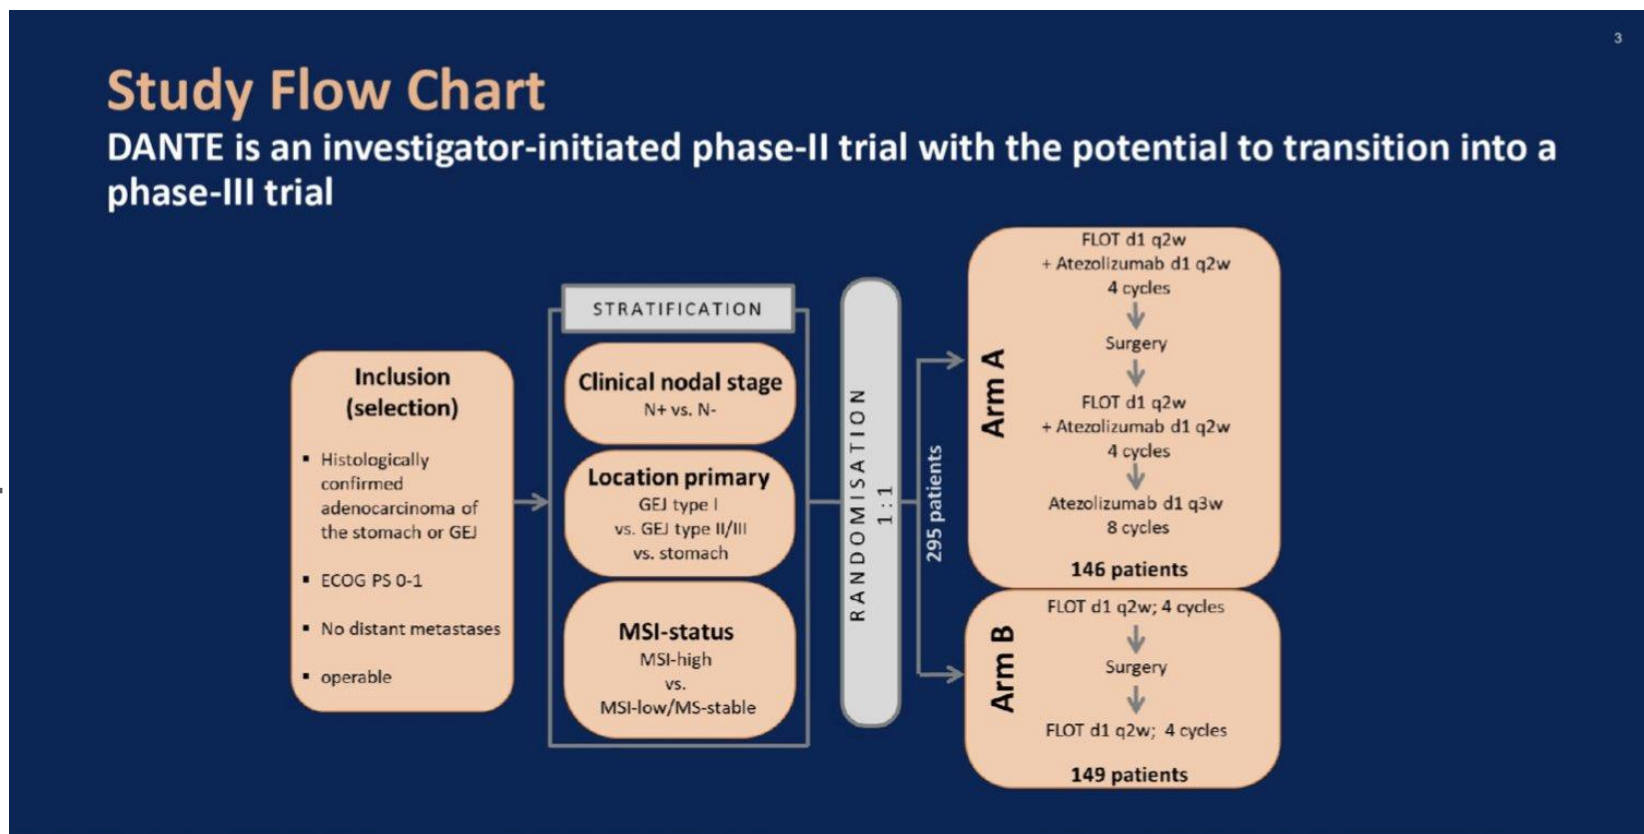 3
Study Flow Chart
DANTE is an investigator-initiated phase-II trial with the potential to transition into a
phase-III trial
Inclusion
(selection)
▪ Histologically
confirmed
adenocarcinoma of
the stomach or GEJ
▪ ECOG PS 0-1
▪ No distant metastases
▪ operable
STRATIFICATION
Clinical nodal stage
N+ vs. N-
Location primary
GEJ type I
vs. GEJ type II/III
vs. stomach
MSI-status
MSI-high
vs.
MSI-low/MS-stable
RANDOMISATION
1:1
295 patients
Arm A
FLOT d1 q2w
+ Atezolizumab d1 q2w
4 cycles
Surgery
FLOT d1 q2w
+ Atezolizumab d1 q2w
4 cycles
Atezolizumab d1 q3w
8 cycles
146 patients
Arm B
FLOT d1 q2w; 4 cycles
Surgery
FLOT d1 q2w; 4 cycles
149 patients